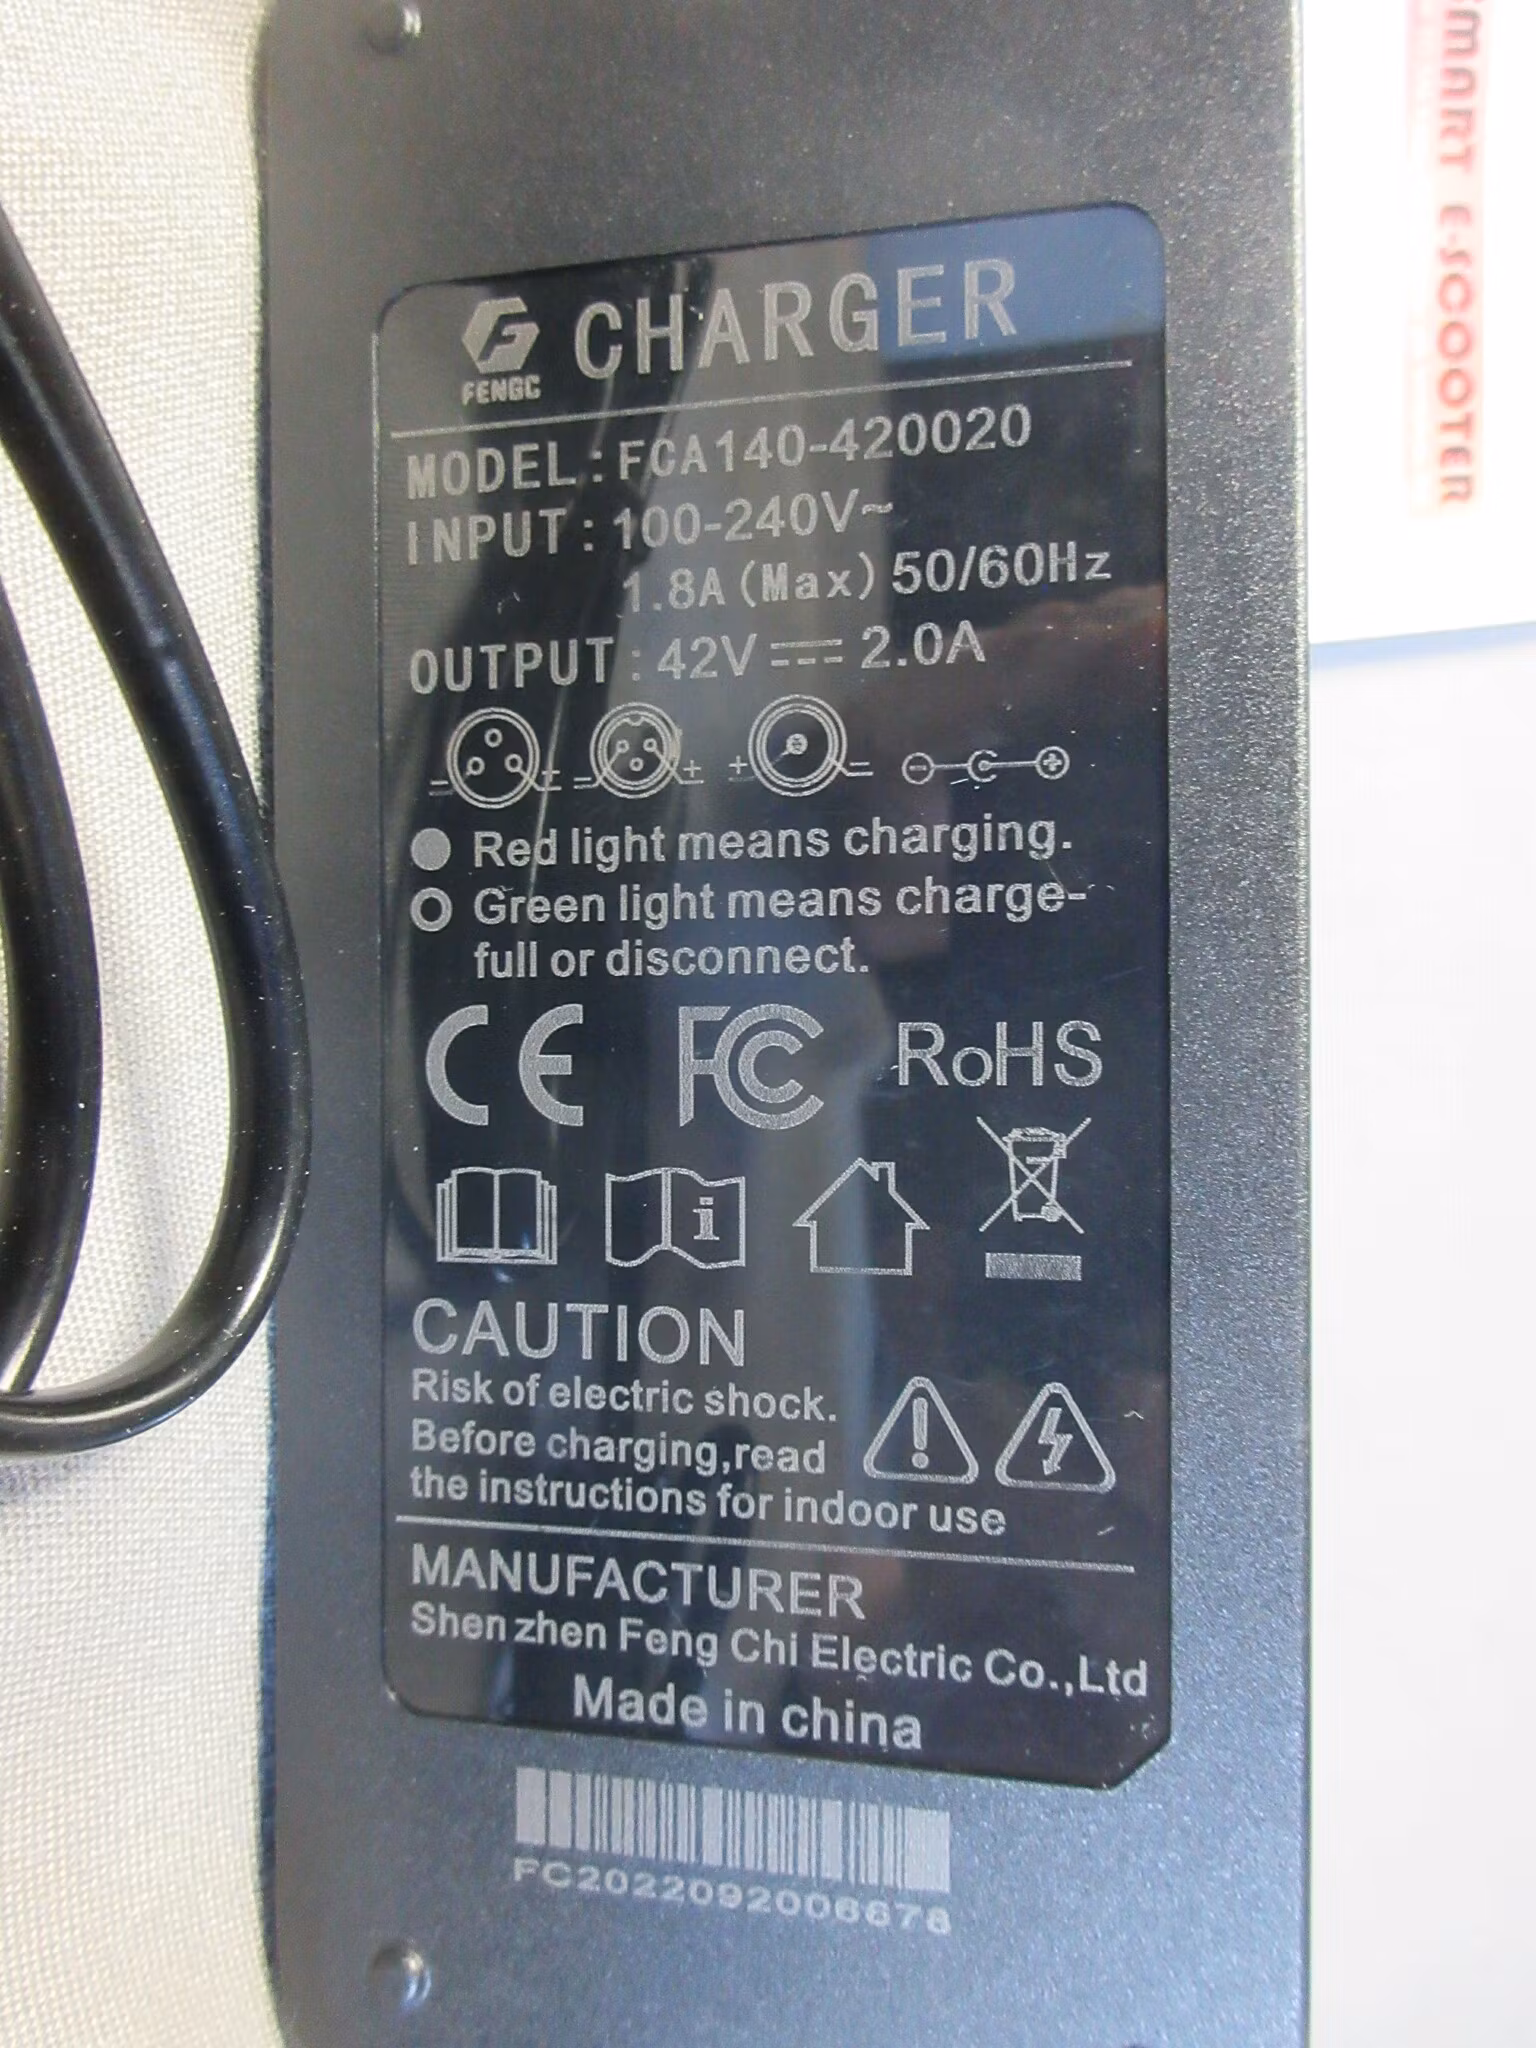 FENGC
CHARGER
MODEL: FCA140-420020
INPUT: 100-240V~
1.8A (Max) 50/60Hz
OUTPUT: 42V ⎓ 2.0A
Red light means charging.
Green light means charge-
full or disconnect.
CE FC RoHS
i
CAUTION
Risk of electric shock.
Before charging,read
the instructions for indoor use
MANUFACTURER
Shen zhen Feng Chi Electric Co.,Ltd
Made in china
FC2022092006678
SMART E-SCOOTER